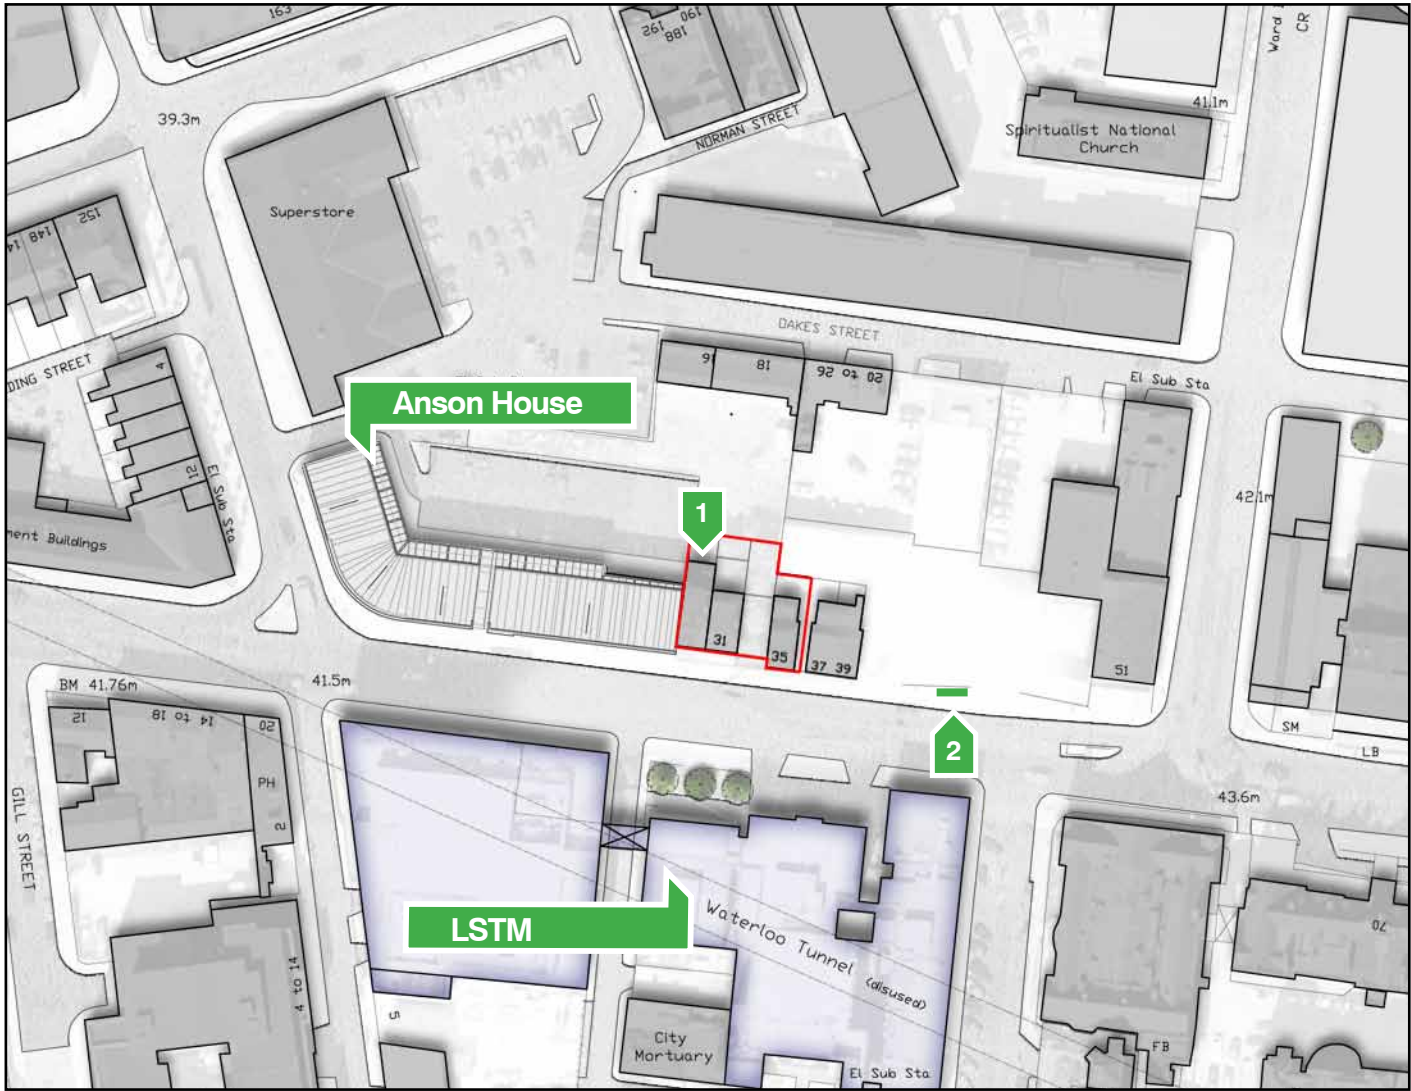 163
190
192
188
Ward
CR
39.3m
NORMAN STREET
41.1m
Spiritualist National
Church
Superstore
152
148
14
OAKES STREET
DING STREET
4
16
18
20 to 26
El Sub Sta
Anson House
12
El Sub Sta
42.1m
1
ment Buildings
31
35
37 39
51
BM 41.76m
41.5m
12
14 to 18
20
SM
LB
2
PH
2
43.6m
GILL STREET
LSTM
Waterloo Tunnel (disused)
70
4 to 14
5
City
Mortuary
FB
El Sub Sta